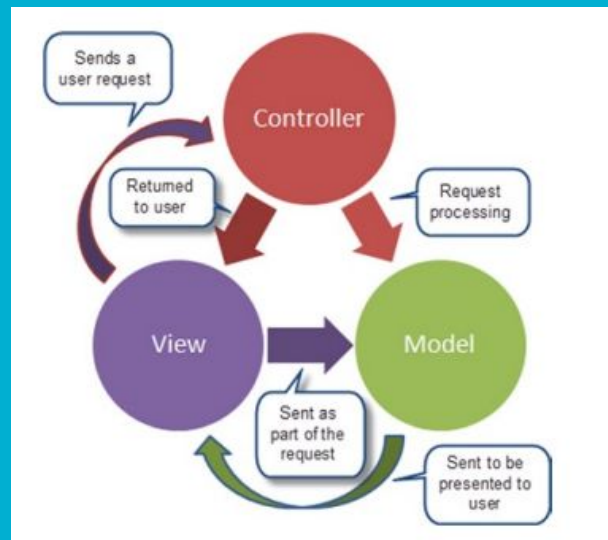 Sends a
user request
Controller
Returned
to user
Request
processing
View
Model
Sent as
part of the
request
Sent to be
presented to
user